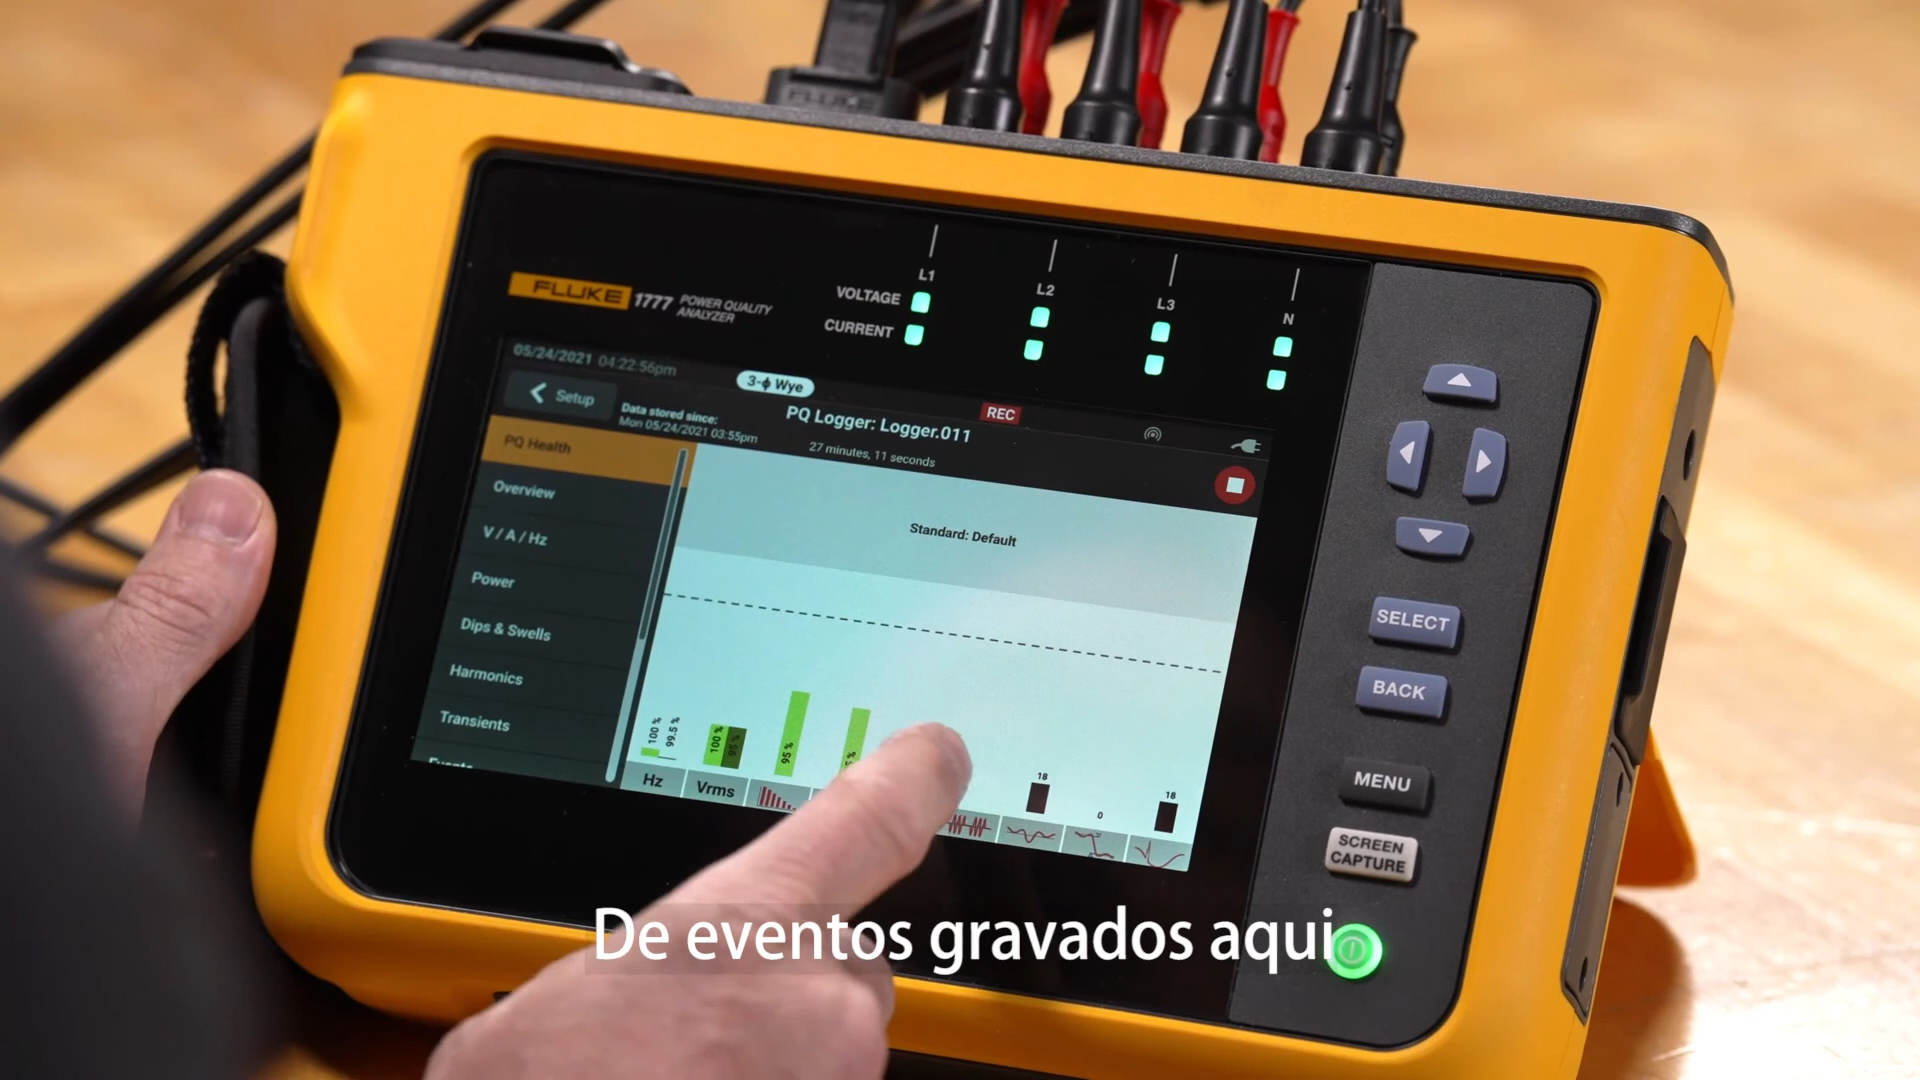 FLUKE
L1
L2
L3
N
VOLTAGE
CURRENT
FLUKE 1777 POWER QUALITY
ANALYZER
05/24/2021 04:22:56pm
3-ϕ Wye
Setup
Data stored since:
Mon 05/24/2021 03:55pm
PQ Logger: Logger.011
27 minutes, 11 seconds
REC
PQ Health
Overview
V / A / Hz
Power
Dips & Swells
Harmonics
Transients
Events
Standard: Default
100 %
99.5 %
100 %
95 %
95 %
18
0
18
Hz
Vrms
SELECT
BACK
MENU
SCREEN
CAPTURE
De eventos gravados aqui